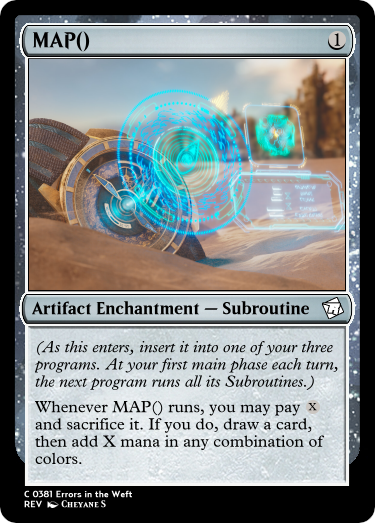 MAP() 1
Artifact Enchantment — Subroutine
(As this enters, insert it into one of your three
programs. At your first main phase each turn,
the next program runs all its Subroutines.)
Whenever MAP() runs, you may pay X
and sacrifice it. If you do, draw a card,
then add X mana in any combination of
colors.
C 0381 Errors in the Weft
REV CHEYANE S